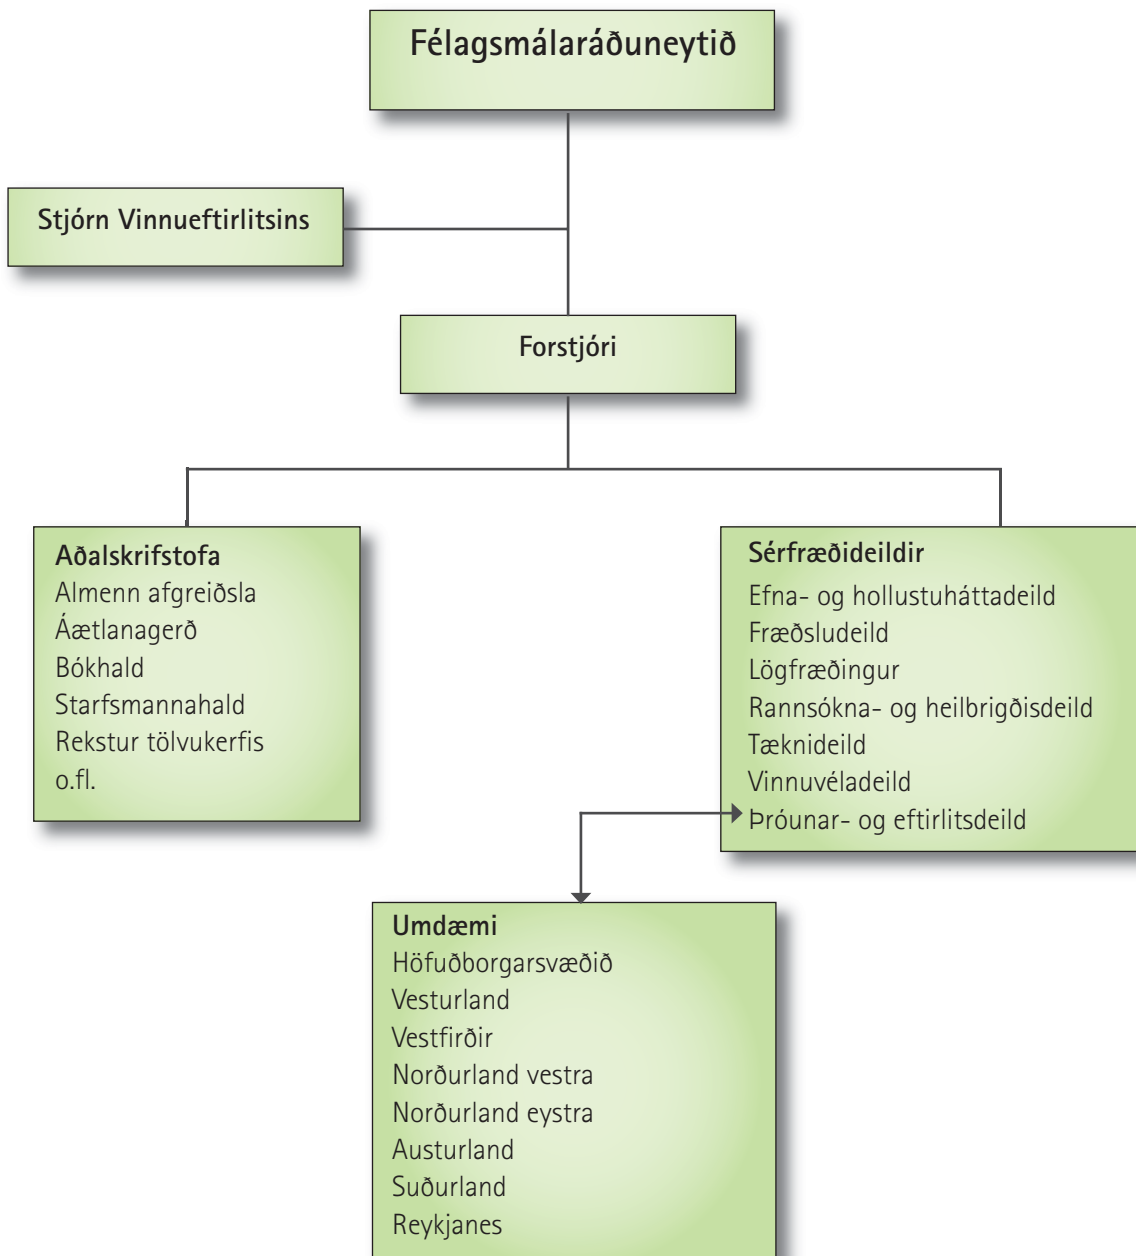 Félagsmálaráðuneytið
Stjórn Vinnueftirlitsins
Forstjóri
Aðalskrifstofa
Almenn afgreiðsla
Áætlanagerð
Bókhald
Starfsmannahald
Rekstur tölvukerfis
o.fl.
Sérfræðideildir
Efna- og hollustuháttadeild
Fræðsludeild
Lögfræðingur
Rannsókna- og heilbrigðisdeild
Tæknideild
Vinnuvéladeild
Þróunar- og eftirlitsdeild
Umdæmi
Höfuðborgarsvæðið
Vesturland
Vestfirðir
Norðurland vestra
Norðurland eystra
Austurland
Suðurland
Reykjanes